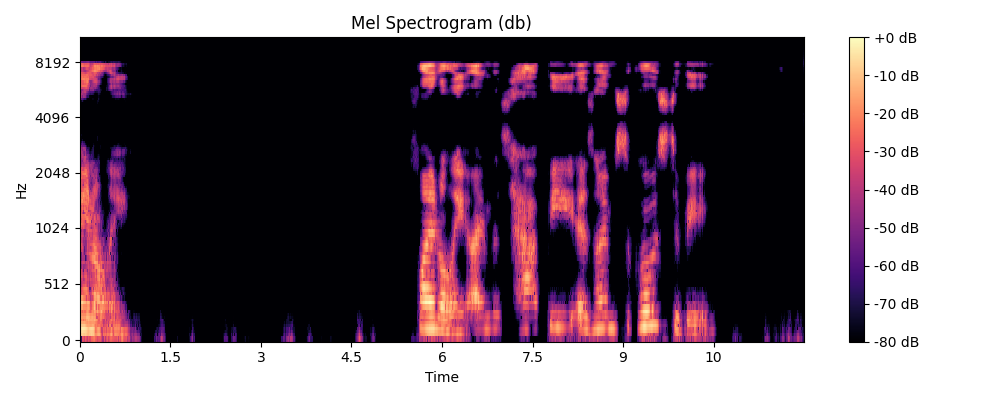 Mel Spectrogram (db)
8192
4096
2048
1024
512
0
Hz
0 1.5 3 4.5 6 7.5 9 10
Time
+0 dB
-10 dB
-20 dB
-30 dB
-40 dB
-50 dB
-60 dB
-70 dB
-80 dB